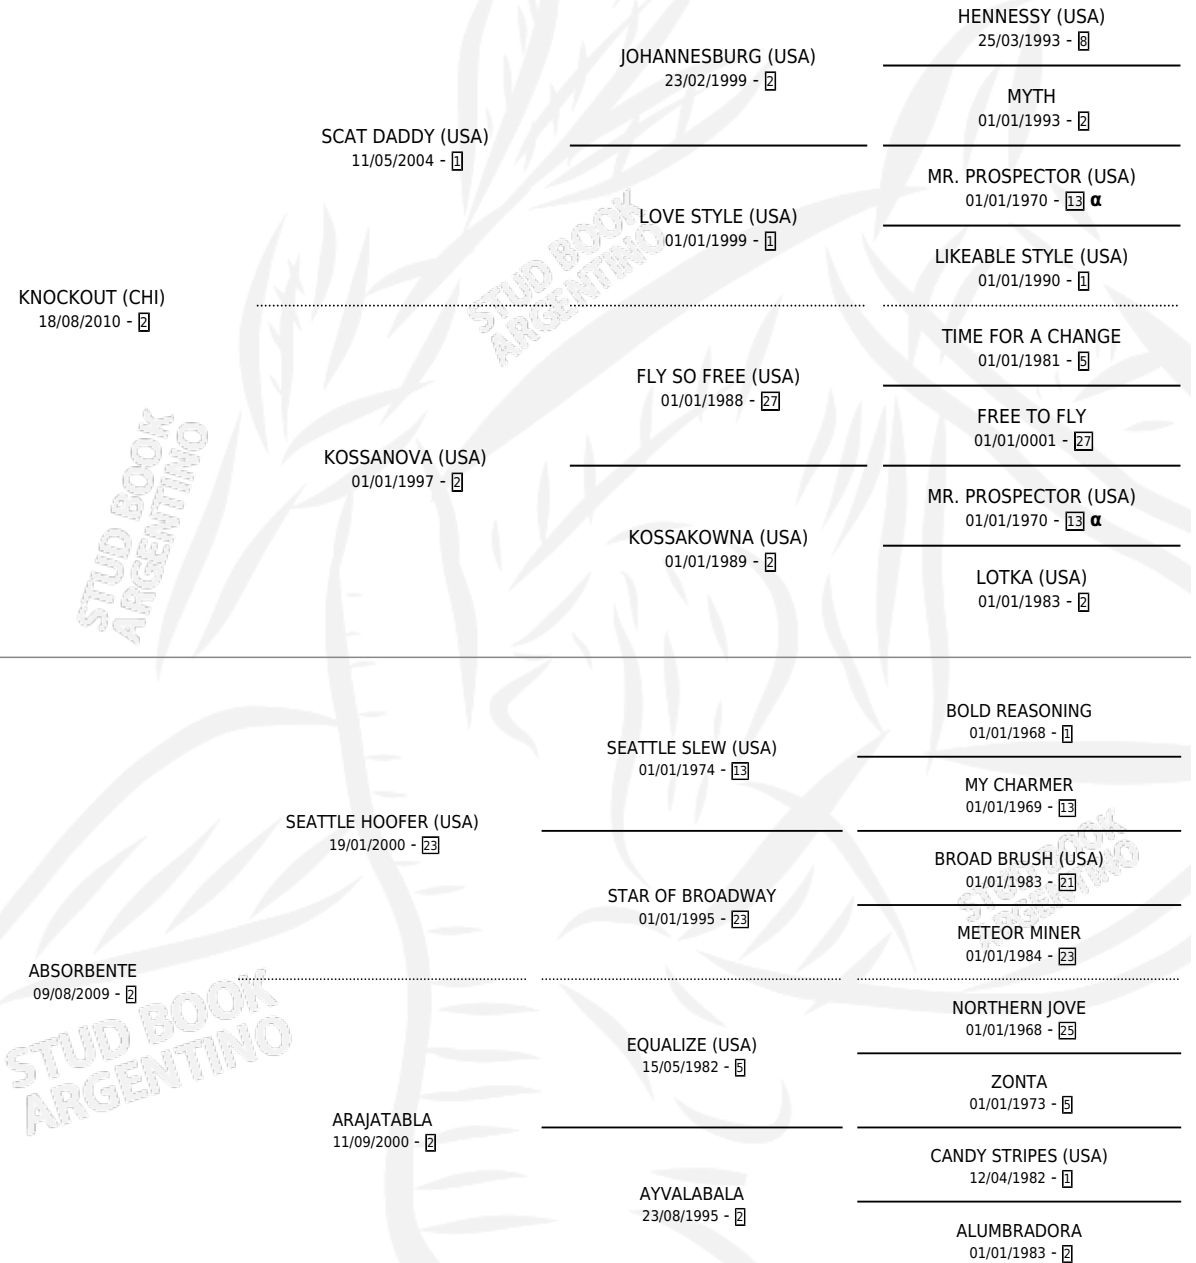 KNOCKOUT (CHI)
18/08/2010 - 2
SCAT DADDY (USA)
11/05/2004 - 1
JOHANNESBURG (USA)
23/02/1999 - 2
HENNESSY (USA)
25/03/1993 - 8
MYTH
01/01/1993 - 2
LOVE STYLE (USA)
01/01/1999 - 1
MR. PROSPECTOR (USA)
01/01/1970 - 13 α
LIKEABLE STYLE (USA)
01/01/1990 - 1
KOSSANOVA (USA)
01/01/1997 - 2
FLY SO FREE (USA)
01/01/1988 - 27
TIME FOR A CHANGE
01/01/1981 - 5
FREE TO FLY
01/01/0001 - 27
KOSSAKOWNA (USA)
01/01/1989 - 2
MR. PROSPECTOR (USA)
01/01/1970 - 13 α
LOTKA (USA)
01/01/1983 - 2
ABSORBENTE
09/08/2009 - 2
SEATTLE HOOFER (USA)
19/01/2000 - 23
SEATTLE SLEW (USA)
01/01/1974 - 13
BOLD REASONING
01/01/1968 - 1
MY CHARMER
01/01/1969 - 13
STAR OF BROADWAY
01/01/1995 - 23
BROAD BRUSH (USA)
01/01/1983 - 21
METEOR MINER
01/01/1984 - 23
ARAJATABLA
11/09/2000 - 2
EQUALIZE (USA)
15/05/1982 - 5
NORTHERN JOVE
01/01/1968 - 25
ZONTA
01/01/1973 - 5
AYVALABALA
23/08/1995 - 2
CANDY STRIPES (USA)
12/04/1982 - 1
ALUMBRADORA
01/01/1983 - 2
STUD BOOK
ARGENTINO
STUD BOOK
ARGENTINO
STUD BOOK
ARGENTINO
STUD BOOK
ARGENTINO